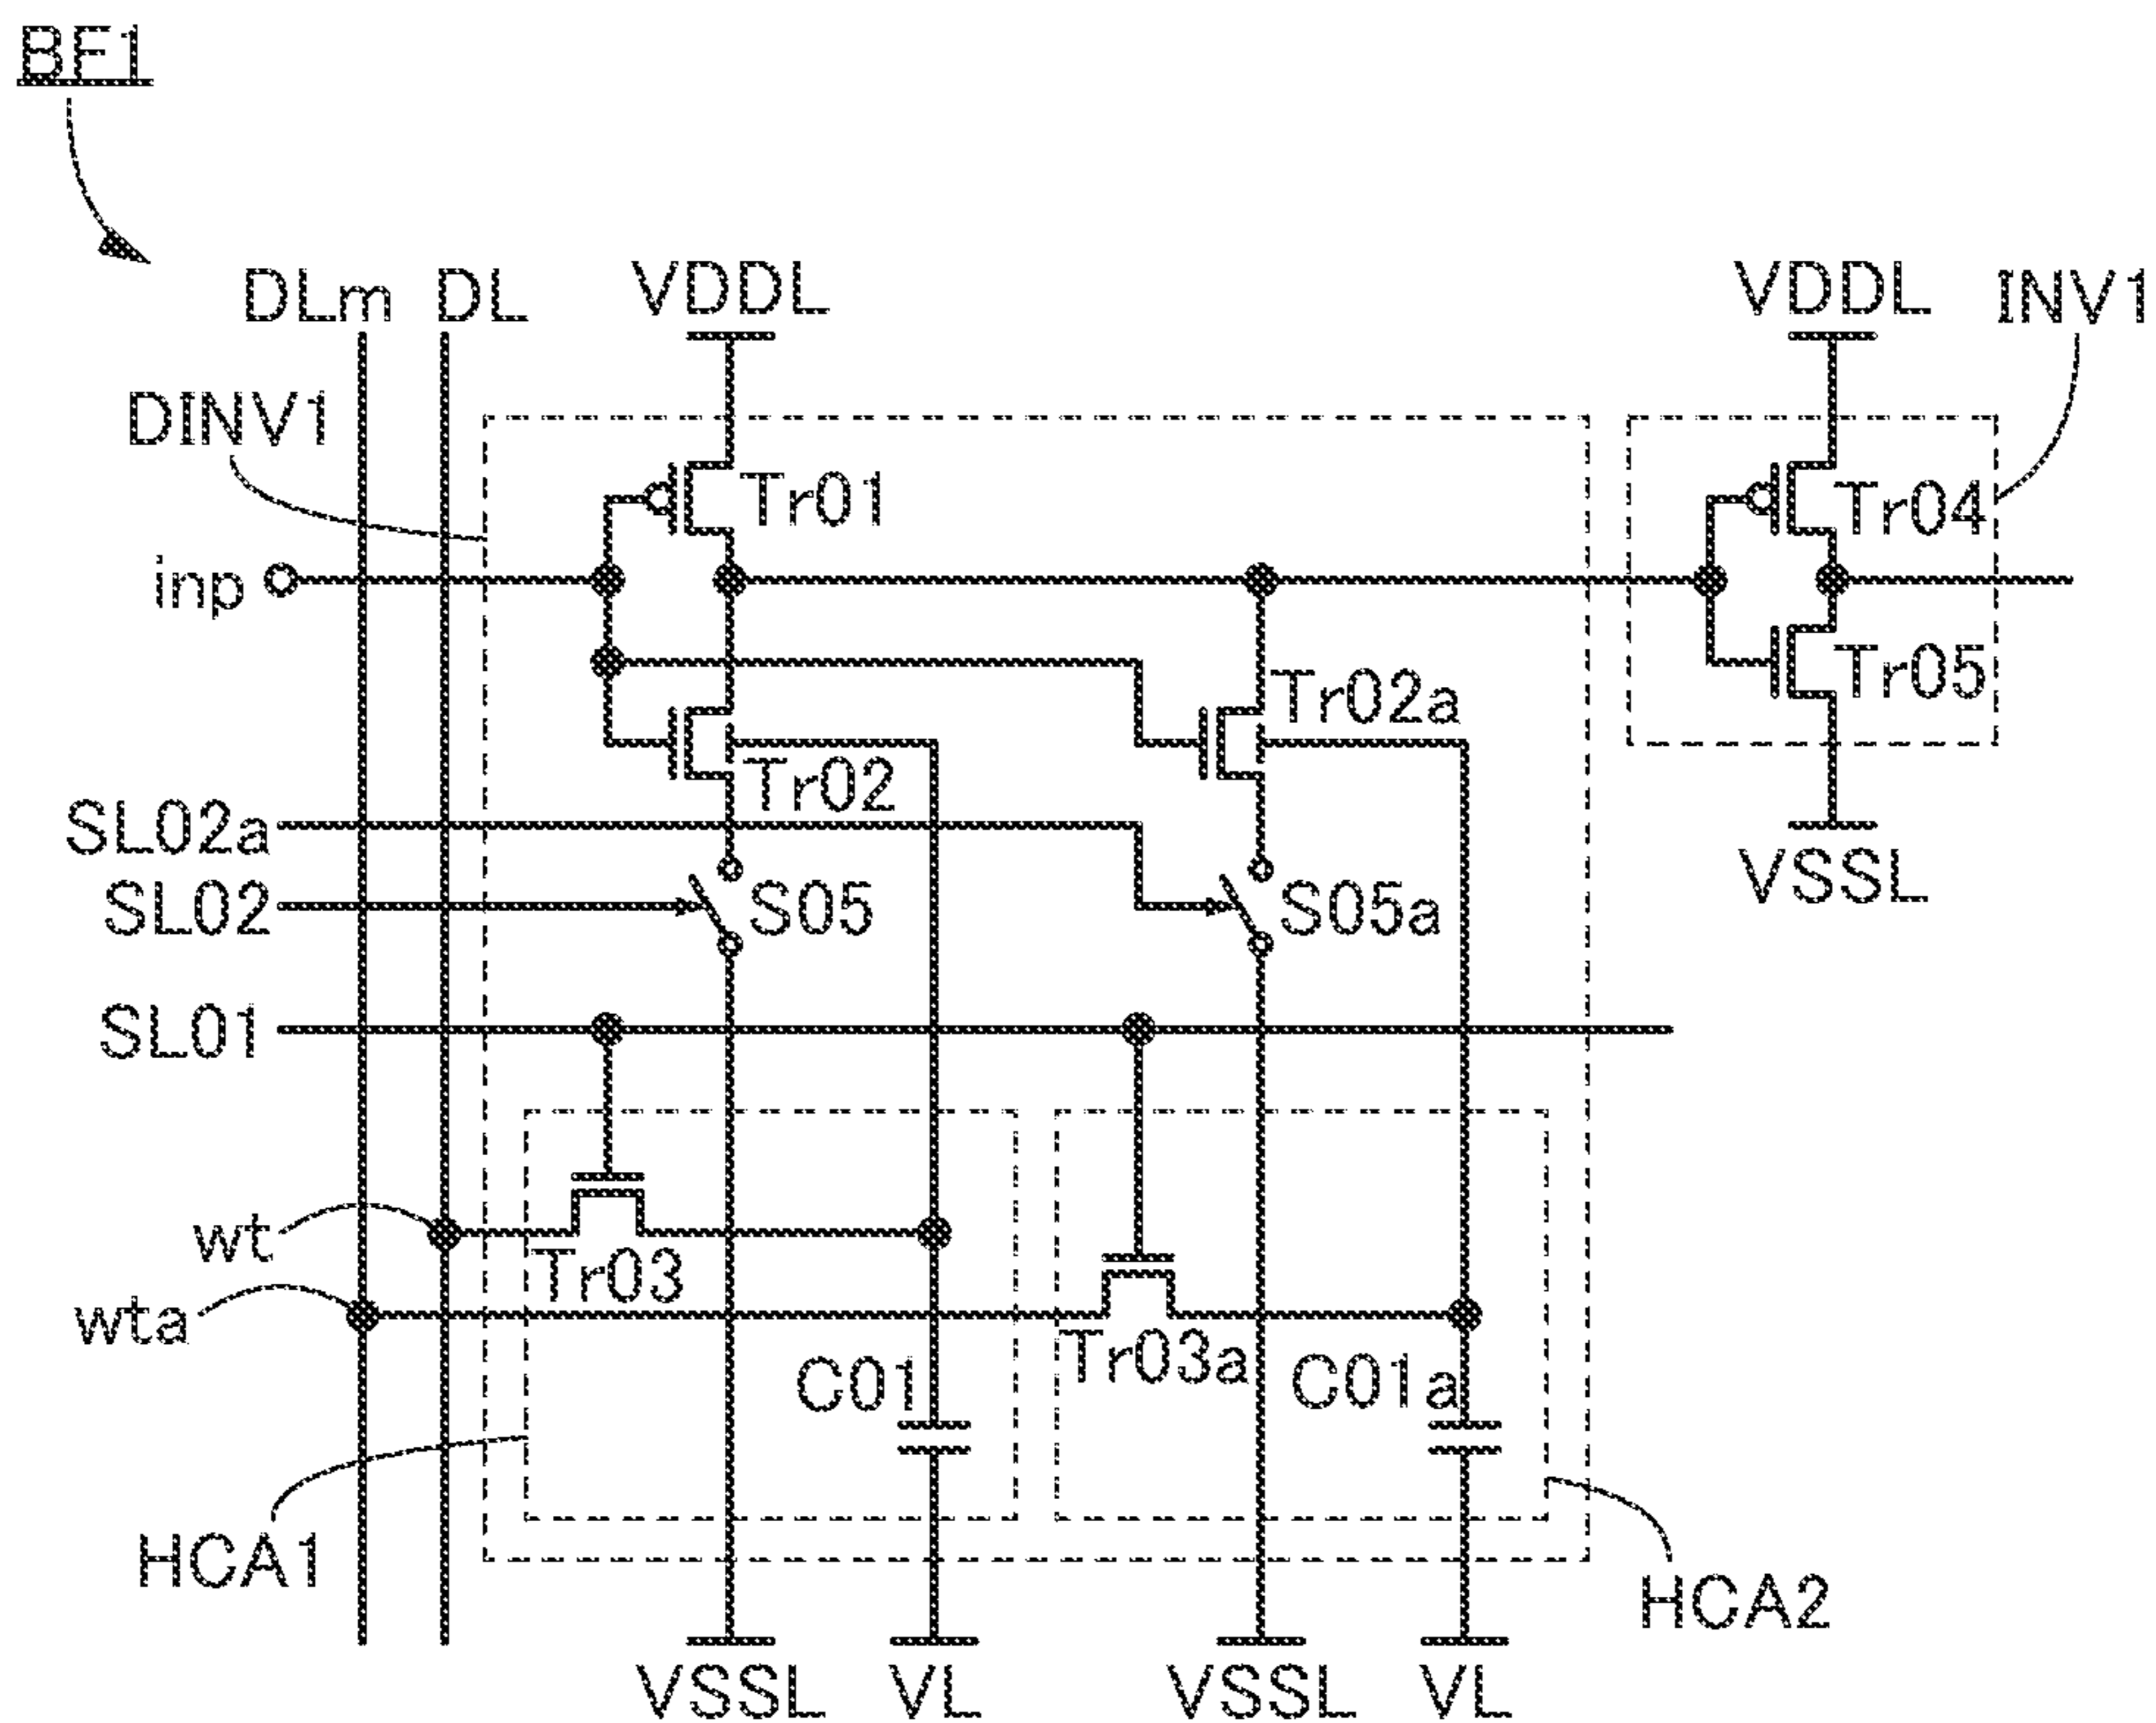 BF1
DLm
DL
VDDL
VDDL
INV1
DINV1
Tr01
Tr04
inp
Tr02a
Tr05
Tr02
SL02a
SL02
S05
S05a
VSSL
SL01
wt
Tr03
wta
Tr03a
C01
C01a
HCA1
HCA2
VSSL
VL
VSSL
VL